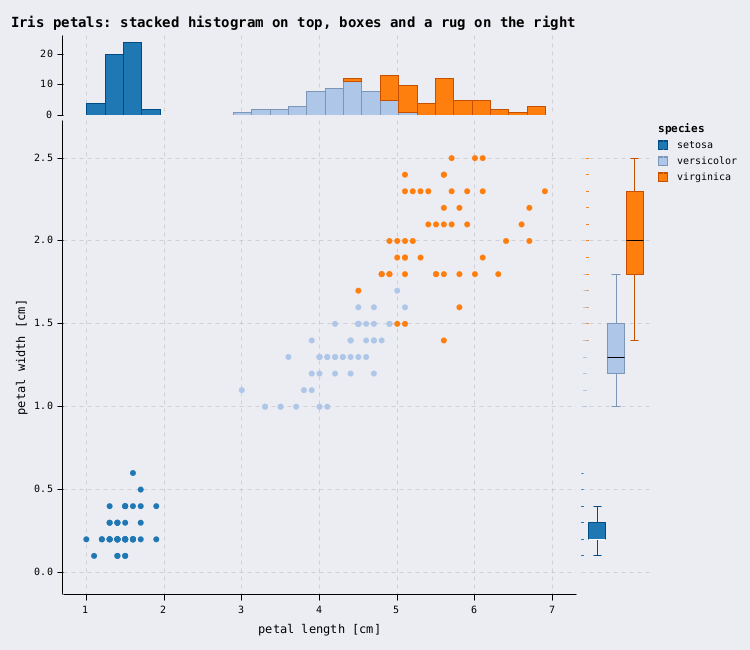 Iris petals: stacked histogram on top, boxes and a rug on the right
20
10
0
species
setosa
versicolor
virginica
2.5
2.0
1.5
1.0
0.5
0.0
petal width [cm]
1 2 3 4 5 6 7
petal length [cm]